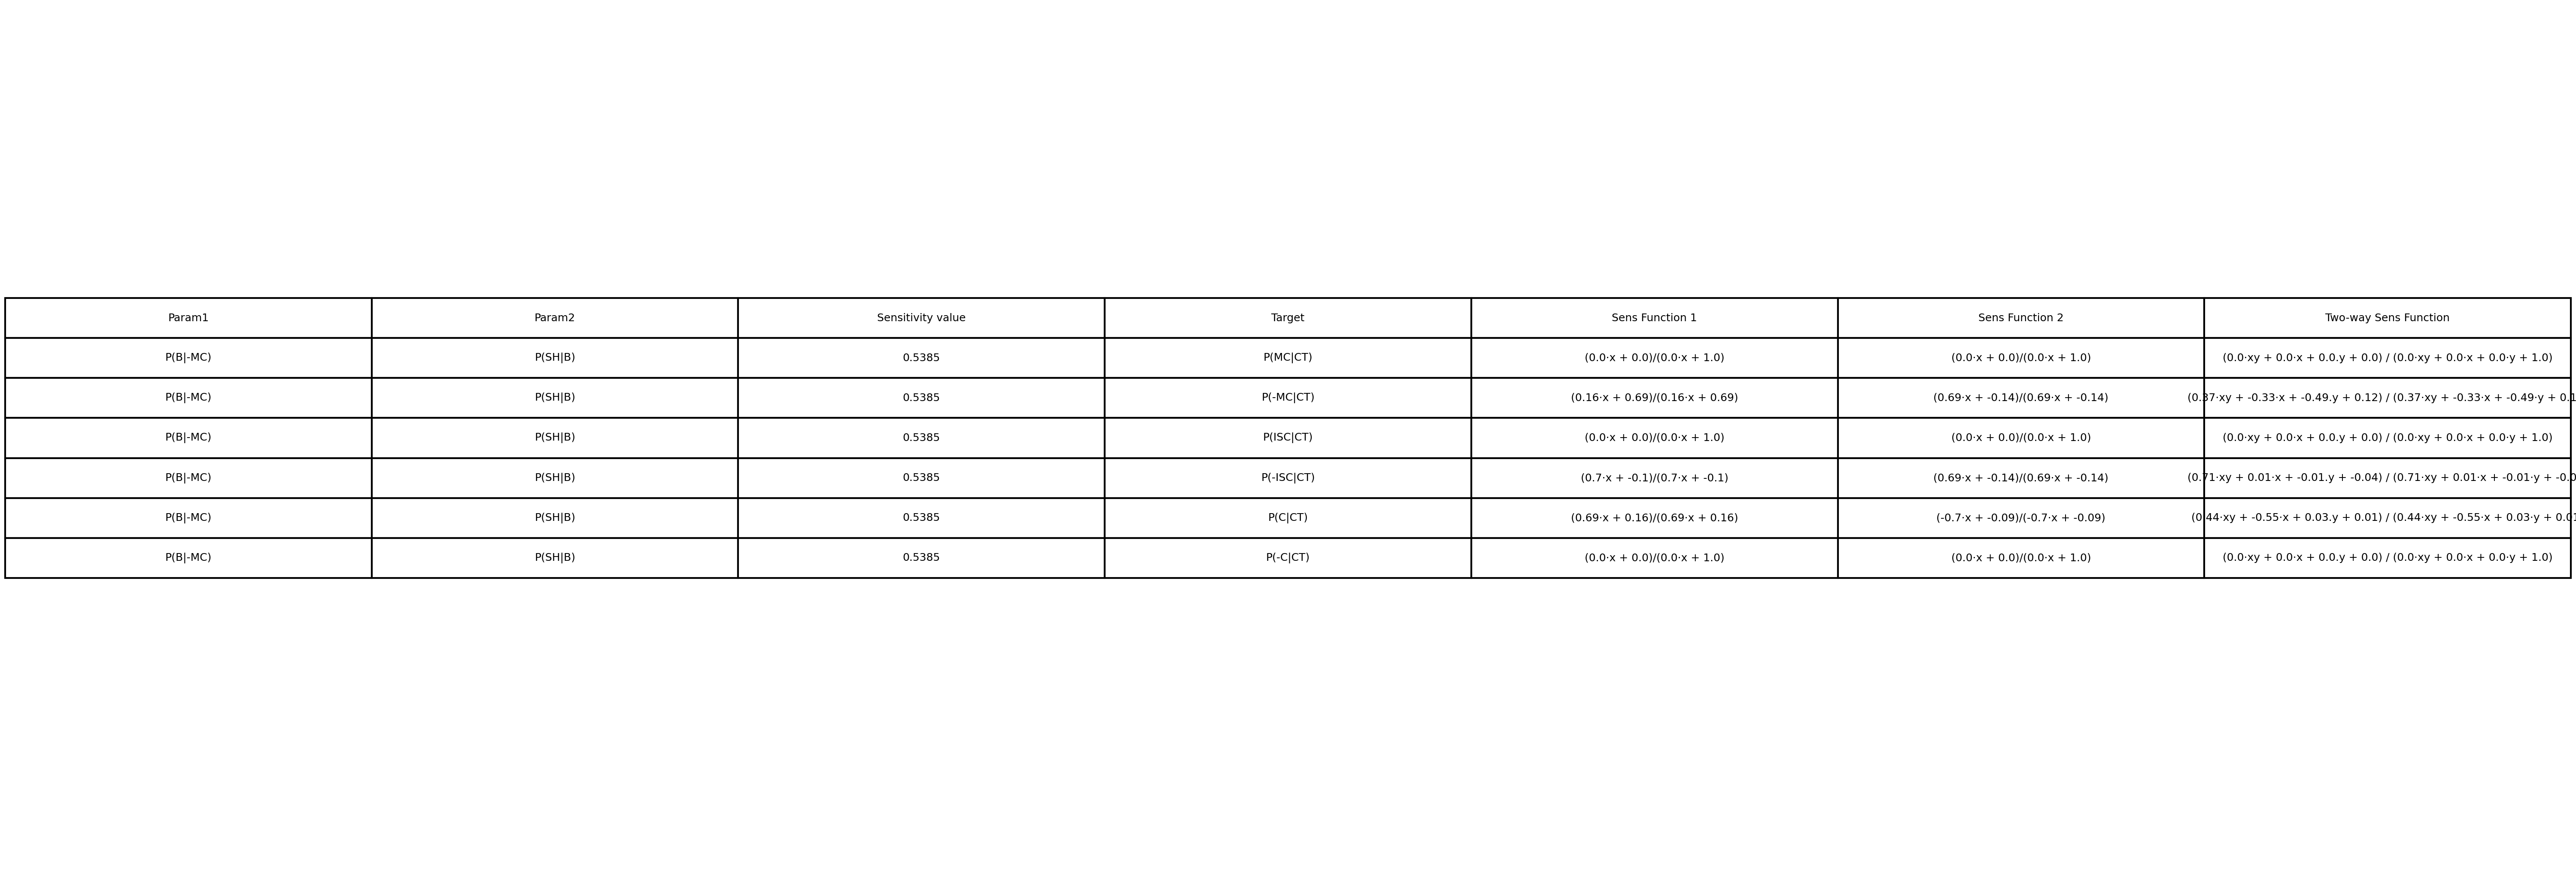 Param1 Param2 Sensitivity value Target Sens Function 1 Sens Function 2 Two-way Sens Function
P(B|-MC) P(SH|B) 0.5385 P(MC|CT) (0.0·x + 0.0)/(0.0·x + 1.0) (0.0·x + 0.0)/(0.0·x + 1.0) (0.0·xy + 0.0·x + 0.0.y + 0.0) / (0.0·xy + 0.0·x + 0.0·y + 1.0)
P(B|-MC) P(SH|B) 0.5385 P(-MC|CT) (0.16·x + 0.69)/(0.16·x + 0.69) (0.69·x + -0.14)/(0.69·x + -0.14) (0.37·xy + -0.33·x + -0.49.y + 0.12) / (0.37·xy + -0.33·x + -0.49·y + 0.1
P(B|-MC) P(SH|B) 0.5385 P(ISC|CT) (0.0·x + 0.0)/(0.0·x + 1.0) (0.0·x + 0.0)/(0.0·x + 1.0) (0.0·xy + 0.0·x + 0.0.y + 0.0) / (0.0·xy + 0.0·x + 0.0·y + 1.0)
P(B|-MC) P(SH|B) 0.5385 P(-ISC|CT) (0.7·x + -0.1)/(0.7·x + -0.1) (0.69·x + -0.14)/(0.69·x + -0.14) (0.71·xy + 0.01·x + -0.01.y + -0.04) / (0.71·xy + 0.01·x + -0.01·y + -0.0
P(B|-MC) P(SH|B) 0.5385 P(C|CT) (0.69·x + 0.16)/(0.69·x + 0.16) (-0.7·x + -0.09)/(-0.7·x + -0.09) (0.44·xy + -0.55·x + 0.03.y + 0.01) / (0.44·xy + -0.55·x + 0.03·y + 0.01
P(B|-MC) P(SH|B) 0.5385 P(-C|CT) (0.0·x + 0.0)/(0.0·x + 1.0) (0.0·x + 0.0)/(0.0·x + 1.0) (0.0·xy + 0.0·x + 0.0.y + 0.0) / (0.0·xy + 0.0·x + 0.0·y + 1.0)